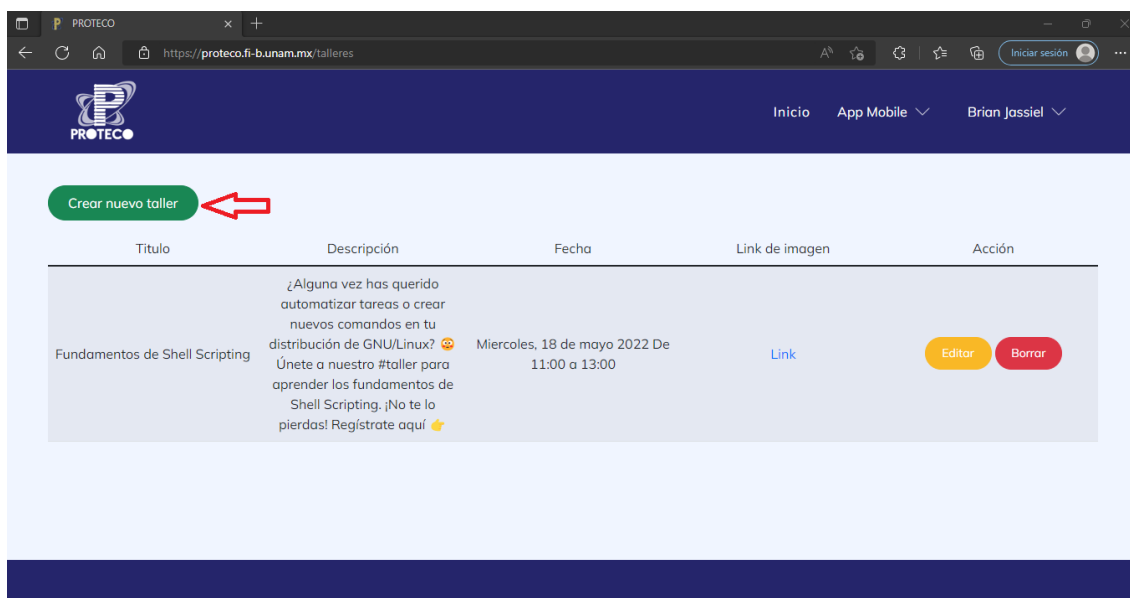 PROTECO
https://proteco.fi-b.unam.mx/talleres
Iniciar sesión
PROTECO
Inicio App Mobile Brian Jassiel
Crear nuevo taller
Titulo Descripción Fecha Link de imagen Acción
Fundamentos de Shell Scripting
¿Alguna vez has querido
automatizar tareas o crear
nuevos comandos en tu
distribución de GNU/Linux? 😳
Únete a nuestro #taller para
aprender los fundamentos de
Shell Scripting. ¡No te lo
pierdas! Regístrate aquí 👉
Miercoles, 18 de mayo 2022 De
11:00 a 13:00
Link
Editar Borrar